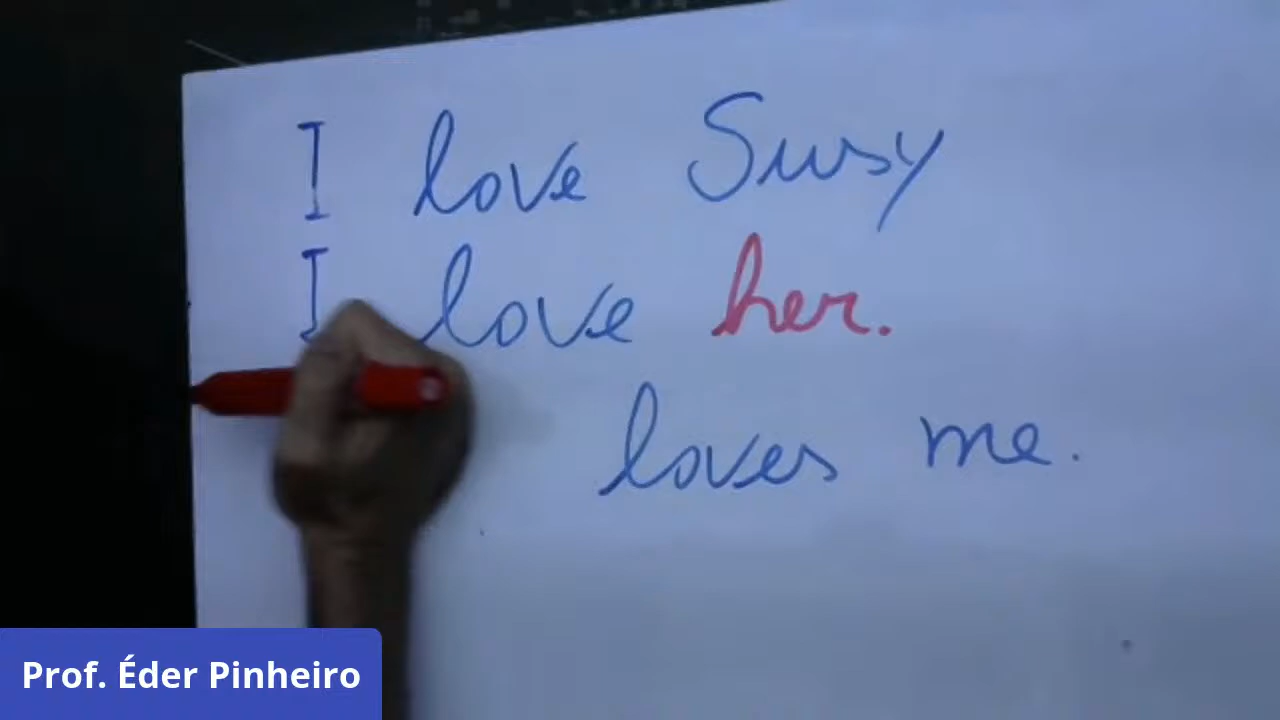 I love Susy
I love her.
loves me.
Prof. Éder Pinheiro